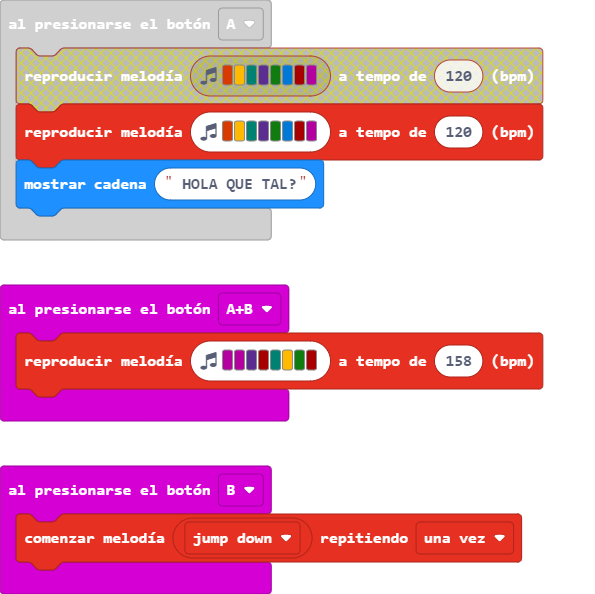 al presionarse el botón A
reproducir melodía a tempo de 120 (bpm)
reproducir melodía a tempo de 120 (bpm)
mostrar cadena " HOLA QUE TAL?"
al presionarse el botón A+B
reproducir melodía a tempo de 158 (bpm)
al presionarse el botón B
comenzar melodía jump down repitiendo una vez